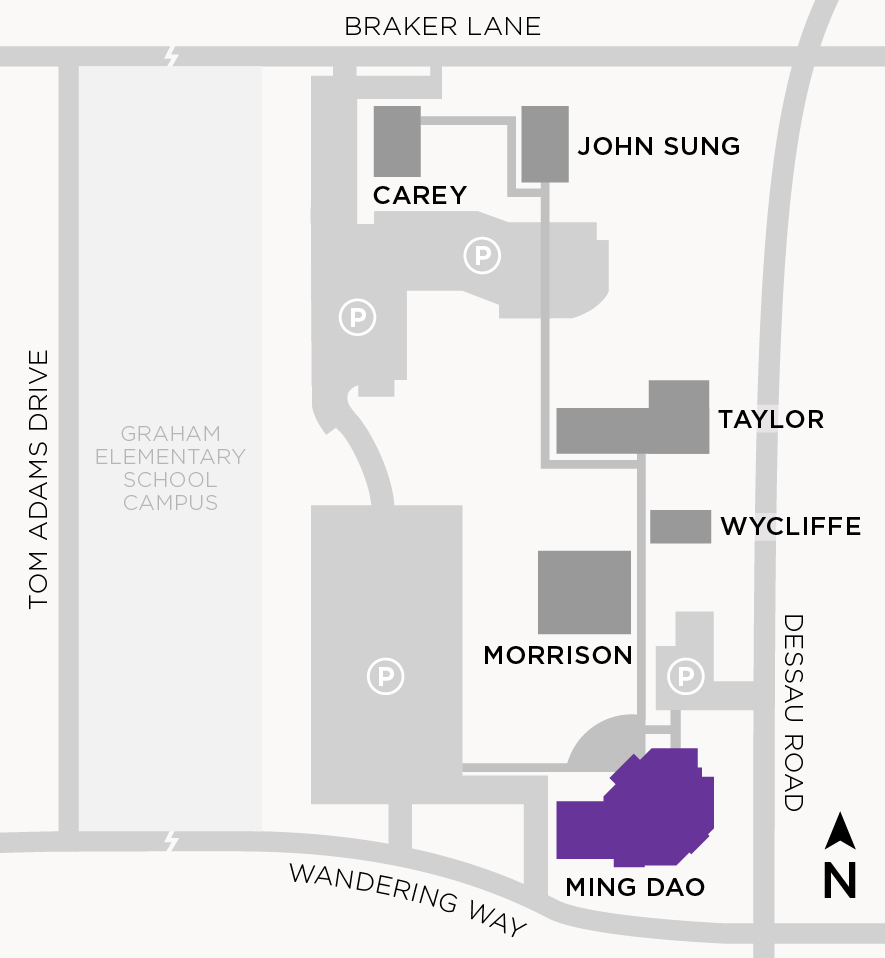 BRAKER LANE
JOHN SUNG
CAREY
P
P
TOM ADAMS DRIVE
GRAHAM
ELEMENTARY
SCHOOL
CAMPUS
TAYLOR
WYCLIFFE
MORRISON
P
P
DESSAU ROAD
MING DAO
WANDERING WAY
N